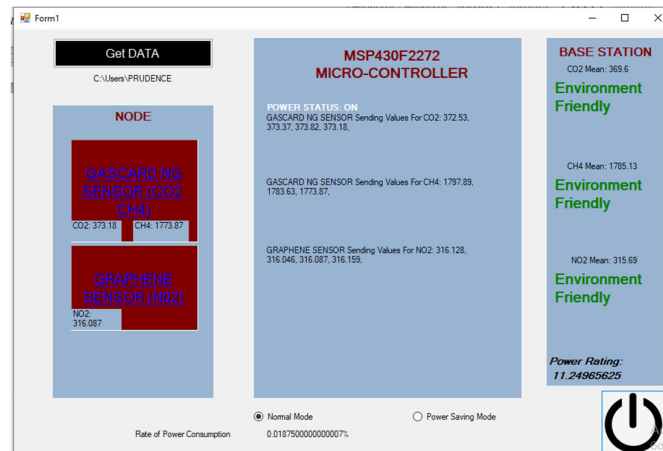 Form1
Get DATA
C:\Users\PRUDENCE
NODE
GASCARD NG
SENSOR (CO2
CH4)
CO2: 373.18 CH4: 1773.87
GRAPHENE
SENSOR (N02)
NO2:
316.087
MSP430F2272
MICRO-CONTROLLER
POWER STATUS: ON
GASCARD NG SENSOR Sending Values For CO2: 372.53,
373.37, 373.82, 373.18,
GASCARD NG SENSOR Sending Values For CH4: 1797.89,
1783.63, 1773.87,
GRAPHENE SENSOR Sending Values For NO2: 316.128,
316.046, 316.087, 316.159,
BASE STATION
CO2 Mean: 369.6
Environment
Friendly
CH4 Mean: 1785.13
Environment
Friendly
NO2 Mean: 315.69
Environment
Friendly
Power Rating:
11.24965625
Normal Mode
Power Saving Mode
Rate of Power Consumption 0.0187500000000007%